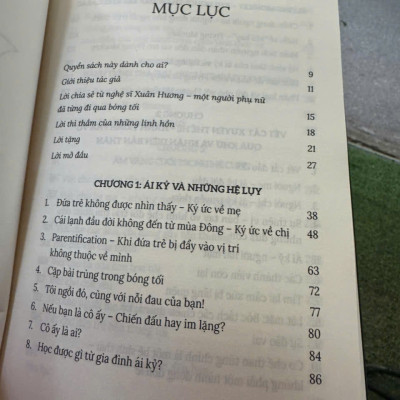 MỤC LỤC
Quyển sách này dành cho ai? 9
Giới thiệu tác giả 11
Lời chia sẻ từ nghệ sĩ Xuân Hương – một người phụ nữ
đã từng đi qua bóng tối 15
Lời thì thầm của những linh hồn 18
Lời tặng 21
Lời mở đầu 27
CHƯƠNG 1: ÁI KỶ VÀ NHỮNG HỆ LỤY
1. Đứa trẻ không được nhìn thấy – Ký ức về mẹ 38
2. Cái lạnh đầu đời không đến từ mùa Đông – Ký ức về chị 48
3. Parentification – Khi đứa trẻ bị đẩy vào vị trí
không thuộc về mình 63
4. Cặp bài trùng trong bóng tối 72
5. Tôi ngồi đó, cùng với nỗi đau của bạn! 77
6. Nếu bạn là cô ấy – Chiến đấu hay im lặng? 80
7. Cô ấy là ai? 84
8. Học được gì từ gia đình ái kỷ? 86